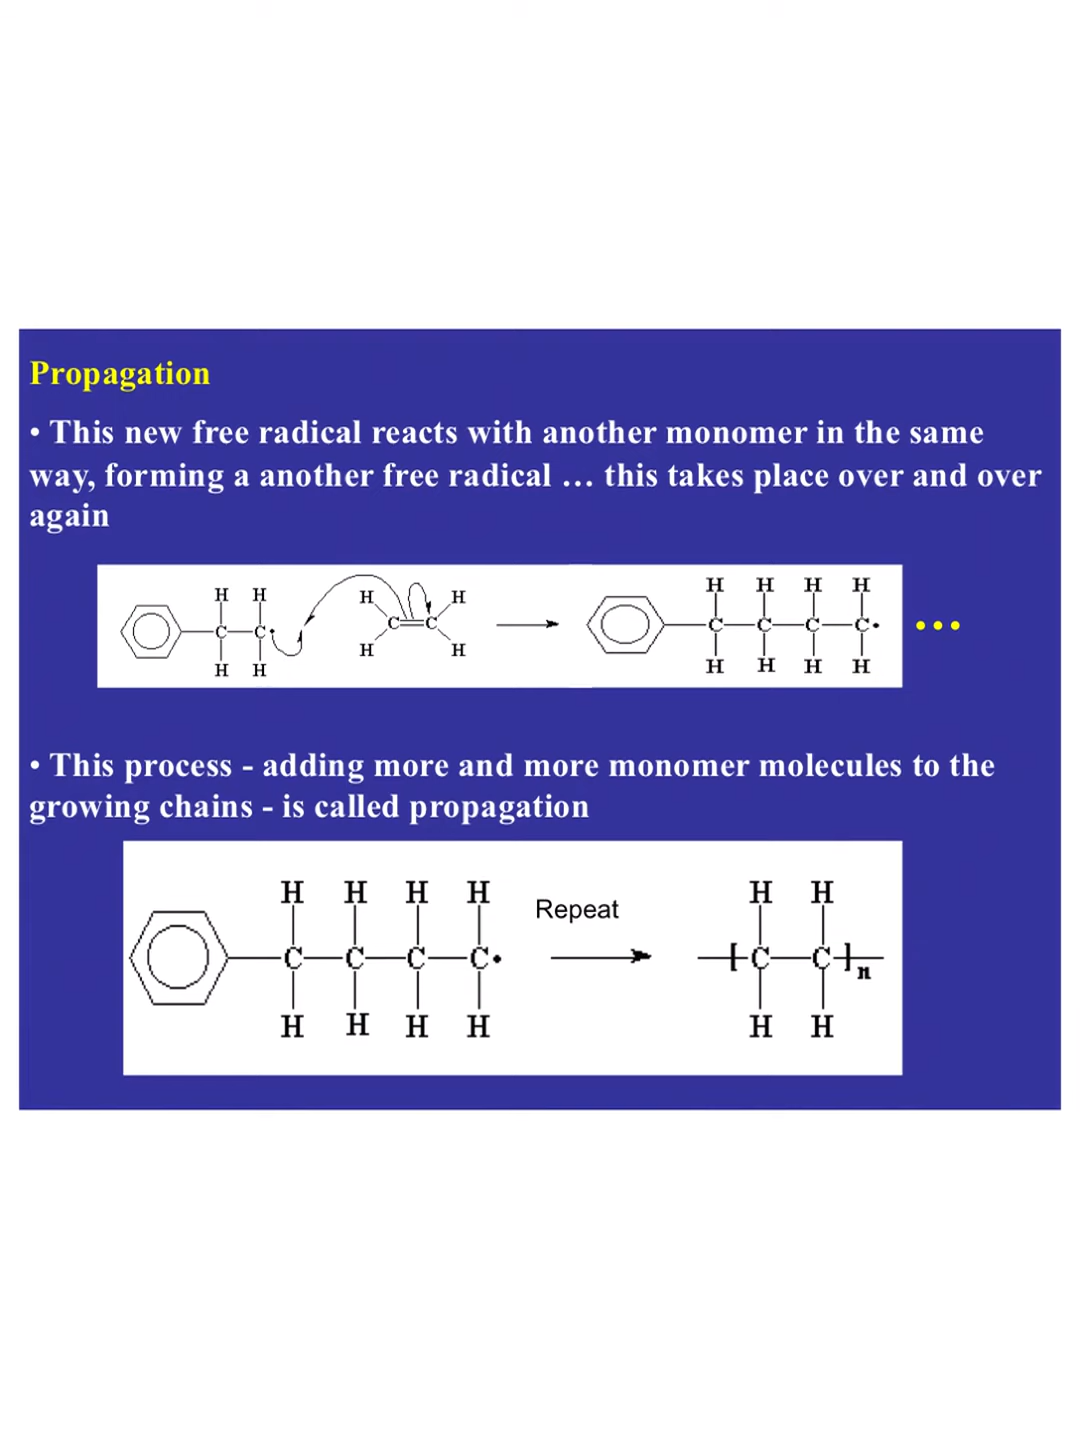 Propagation
• This new free radical reacts with another monomer in the same
way, forming a another free radical … this takes place over and over
again
H H H H H H H H
C C C C C C C C
H H H H H H H H
• This process - adding more and more monomer molecules to the
growing chains - is called propagation
H H H H Repeat H H
C C C C [ C C ]n
H H H H H H